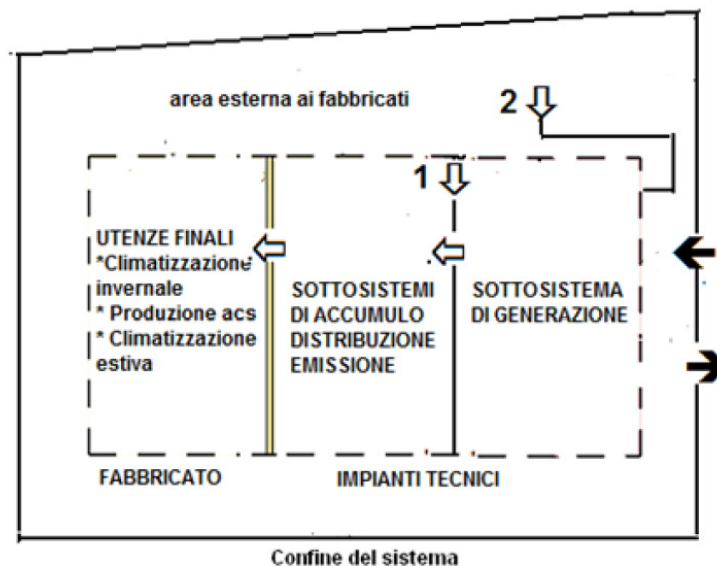 area esterna ai fabbricati
2
1
UTENZE FINALI
*Climatizzazione
invernale
* Produzione acs
* Climatizzazione
estiva
SOTTOSISTEMI
DI ACCUMULO
DISTRIBUZIONE
EMISSIONE
SOTTOSISTEMA
DI GENERAZIONE
FABBRICATO
IMPIANTI TECNICI
Confine del sistema